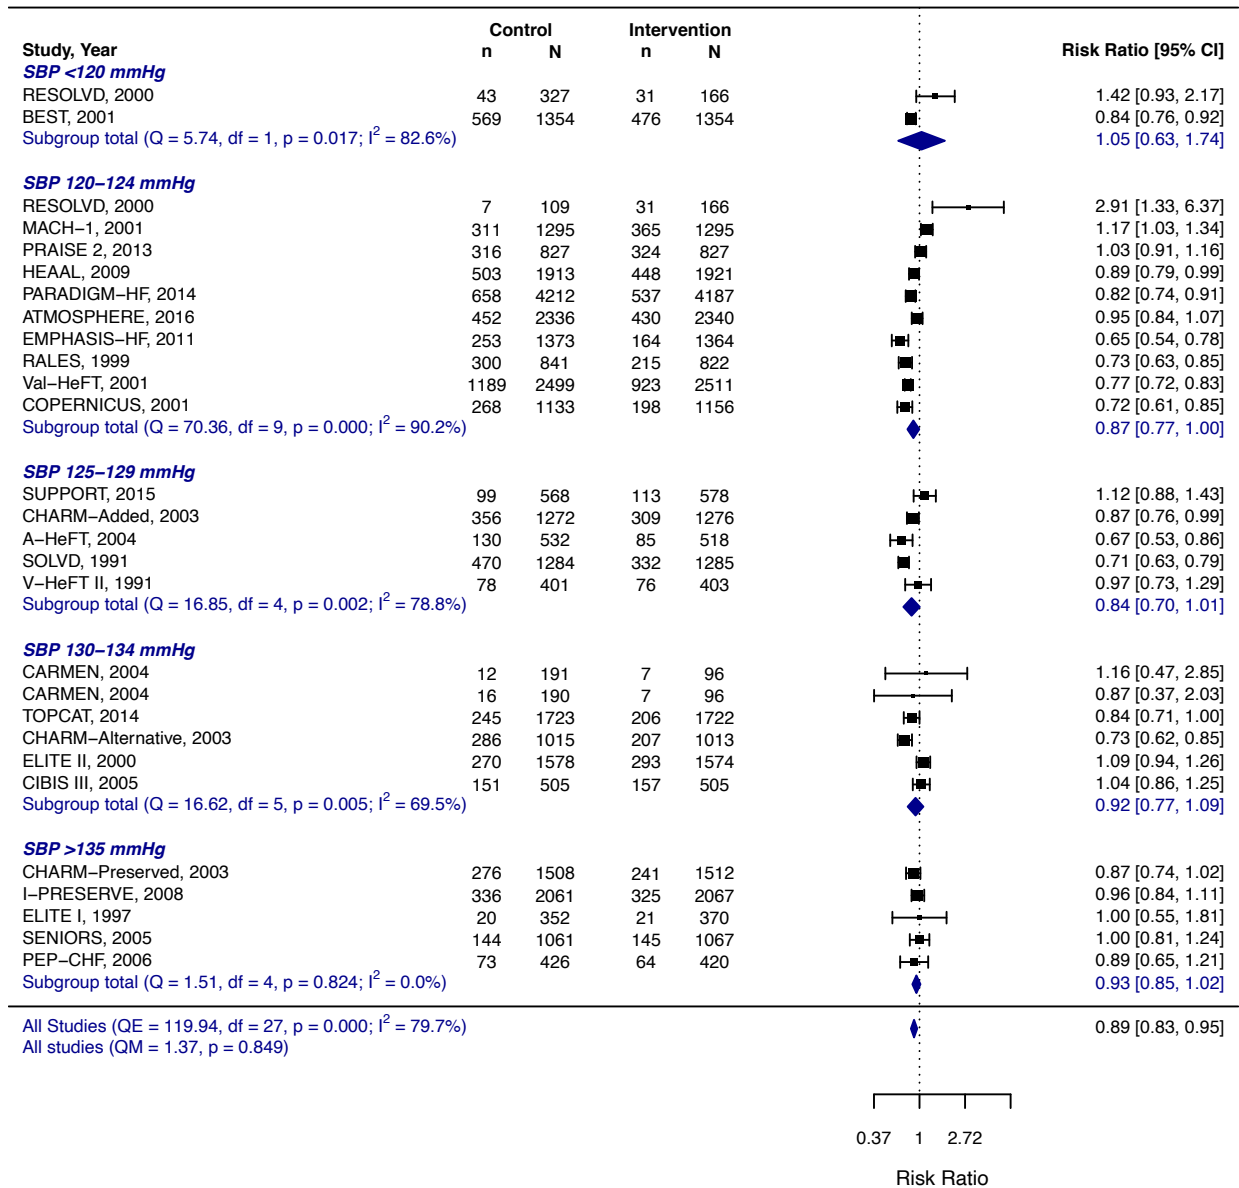 Control Intervention
Study, Year n N n N Risk Ratio [95% CI]
SBP <120 mmHg
RESOLVD, 2000 43 327 31 166 1.42 [0.93, 2.17]
BEST, 2001 569 1354 476 1354 0.84 [0.76, 0.92]
Subgroup total (Q = 5.74, df = 1, p = 0.017; I² = 82.6%) 1.05 [0.63, 1.74]
SBP 120–124 mmHg
RESOLVD, 2000 7 109 31 166 2.91 [1.33, 6.37]
MACH−1, 2001 311 1295 365 1295 1.17 [1.03, 1.34]
PRAISE 2, 2013 316 827 324 827 1.03 [0.91, 1.16]
HEAAL, 2009 503 1913 448 1921 0.89 [0.79, 0.99]
PARADIGM−HF, 2014 658 4212 537 4187 0.82 [0.74, 0.91]
ATMOSPHERE, 2016 452 2336 430 2340 0.95 [0.84, 1.07]
EMPHASIS−HF, 2011 253 1373 164 1364 0.65 [0.54, 0.78]
RALES, 1999 300 841 215 822 0.73 [0.63, 0.85]
Val−HeFT, 2001 1189 2499 923 2511 0.77 [0.72, 0.83]
COPERNICUS, 2001 268 1133 198 1156 0.72 [0.61, 0.85]
Subgroup total (Q = 70.36, df = 9, p = 0.000; I² = 90.2%) 0.87 [0.77, 1.00]
SBP 125–129 mmHg
SUPPORT, 2015 99 568 113 578 1.12 [0.88, 1.43]
CHARM−Added, 2003 356 1272 309 1276 0.87 [0.76, 0.99]
A−HeFT, 2004 130 532 85 518 0.67 [0.53, 0.86]
SOLVD, 1991 470 1284 332 1285 0.71 [0.63, 0.79]
V−HeFT II, 1991 78 401 76 403 0.97 [0.73, 1.29]
Subgroup total (Q = 16.85, df = 4, p = 0.002; I² = 78.8%) 0.84 [0.70, 1.01]
SBP 130–134 mmHg
CARMEN, 2004 12 191 7 96 1.16 [0.47, 2.85]
CARMEN, 2004 16 190 7 96 0.87 [0.37, 2.03]
TOPCAT, 2014 245 1723 206 1722 0.84 [0.71, 1.00]
CHARM−Alternative, 2003 286 1015 207 1013 0.73 [0.62, 0.85]
ELITE II, 2000 270 1578 293 1574 1.09 [0.94, 1.26]
CIBIS III, 2005 151 505 157 505 1.04 [0.86, 1.25]
Subgroup total (Q = 16.62, df = 5, p = 0.005; I² = 69.5%) 0.92 [0.77, 1.09]
SBP >135 mmHg
CHARM−Preserved, 2003 276 1508 241 1512 0.87 [0.74, 1.02]
I−PRESERVE, 2008 336 2061 325 2067 0.96 [0.84, 1.11]
ELITE I, 1997 20 352 21 370 1.00 [0.55, 1.81]
SENIORS, 2005 144 1061 145 1067 1.00 [0.81, 1.24]
PEP−CHF, 2006 73 426 64 420 0.89 [0.65, 1.21]
Subgroup total (Q = 1.51, df = 4, p = 0.824; I² = 0.0%) 0.93 [0.85, 1.02]
All Studies (QE = 119.94, df = 27, p = 0.000; I² = 79.7%) 0.89 [0.83, 0.95]
All studies (QM = 1.37, p = 0.849)
0.37 1 2.72
Risk Ratio